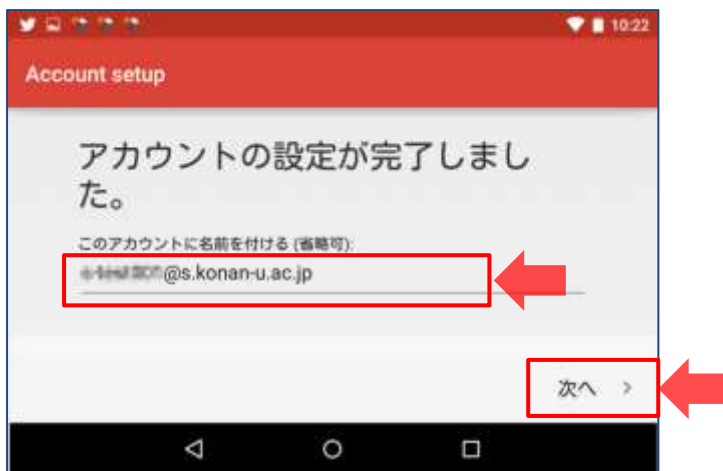 10:22
Account setup
アカウントの設定が完了しまし
た。
このアカウントに名前を付ける (省略可):
@s.konan-u.ac.jp
次へ